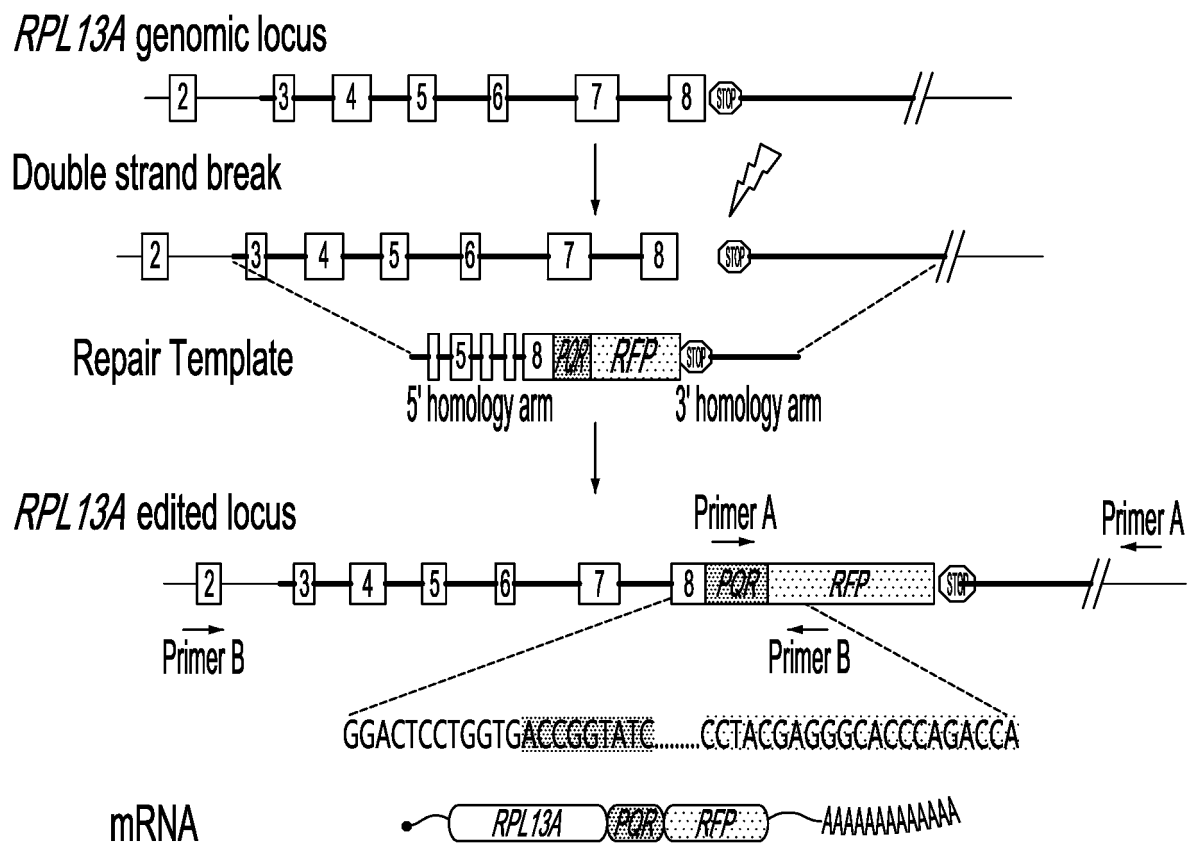 RPL13A genomic locus
2 3 4 5 6 7 8 STOP
Double strand break
2 3 4 5 6 7 8 STOP
Repair Template
5 8 PQR RFP STOP
5' homology arm 3' homology arm
RPL13A edited locus
Primer A Primer A
2 3 4 5 6 7 8 PQR RFP STOP
Primer B Primer B
GGACTCCTGGTGACCGGTATC.........CCTACGAGGGCACCCAGACCA
mRNA RPL13A PQR RFP AAAAAAAAAAAA